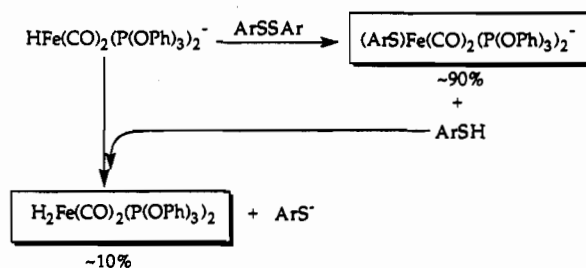 HFe(CO)₂(P(OPh)₃)₂⁻ ArSSAr (ArS)Fe(CO)₂(P(OPh)₃)₂⁻
~90%
+
ArSH
H₂Fe(CO)₂(P(OPh)₃)₂ + ArS⁻
~10%